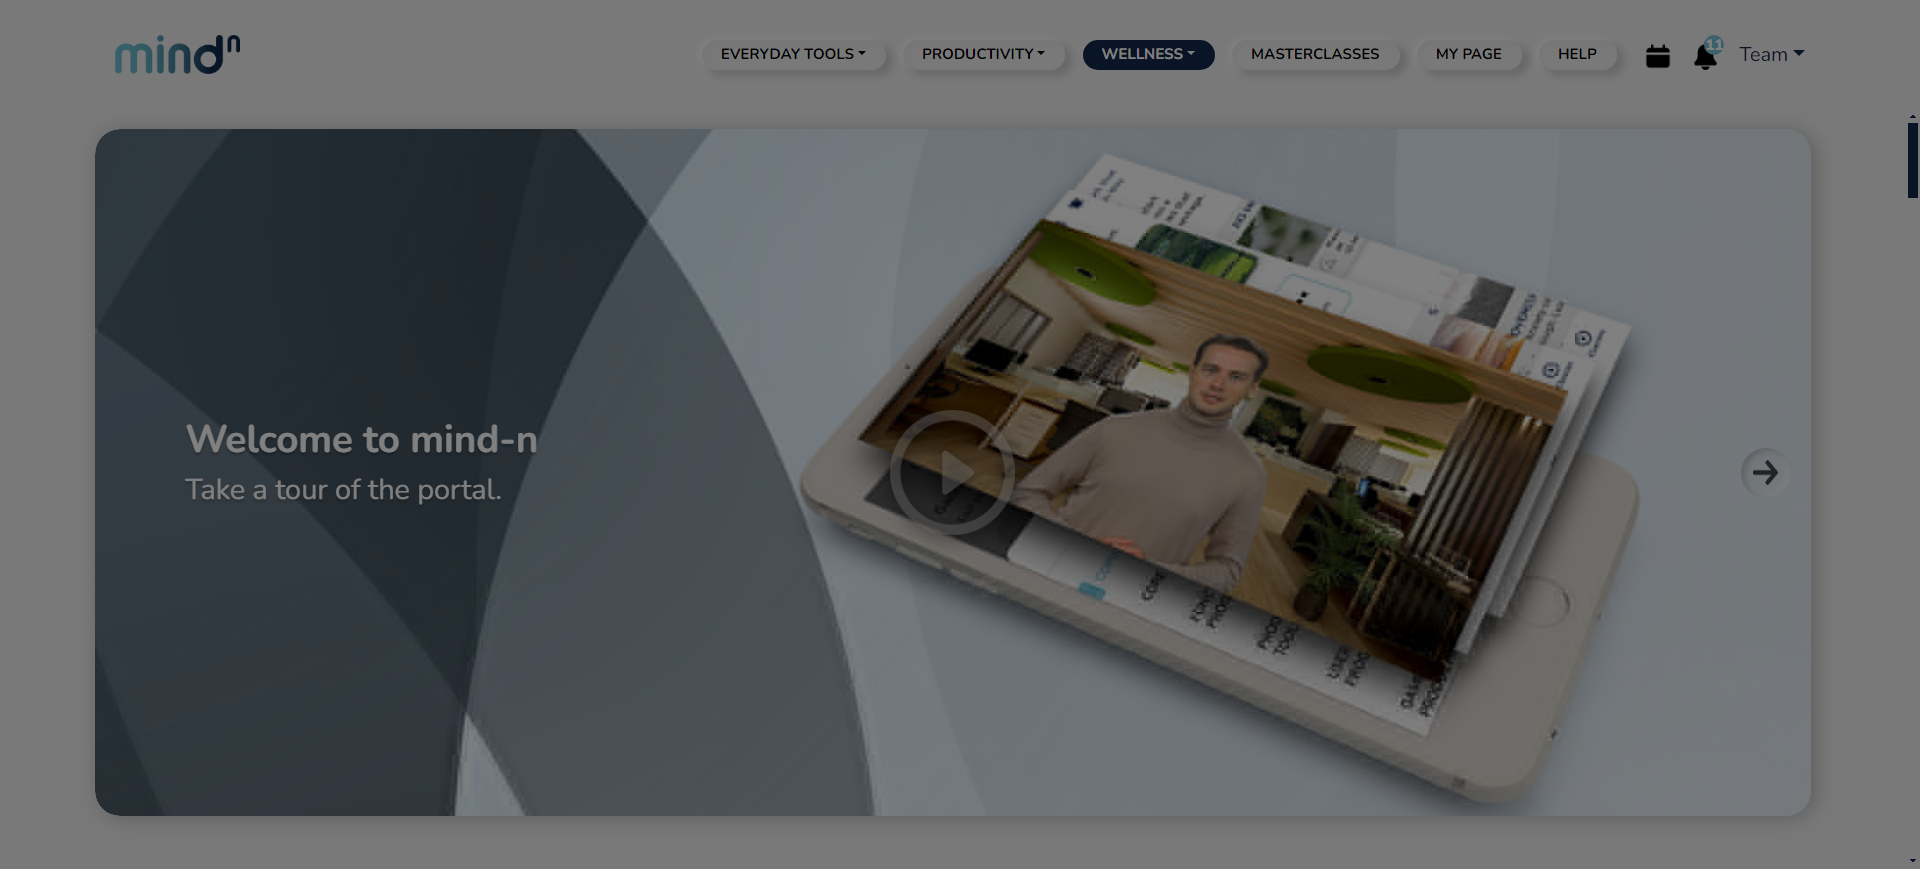 mind n
EVERYDAY TOOLS
PRODUCTIVITY
WELLNESS
MASTERCLASSES
MY PAGE
HELP
11
Team
Welcome to mind-n
Take a tour of the portal.